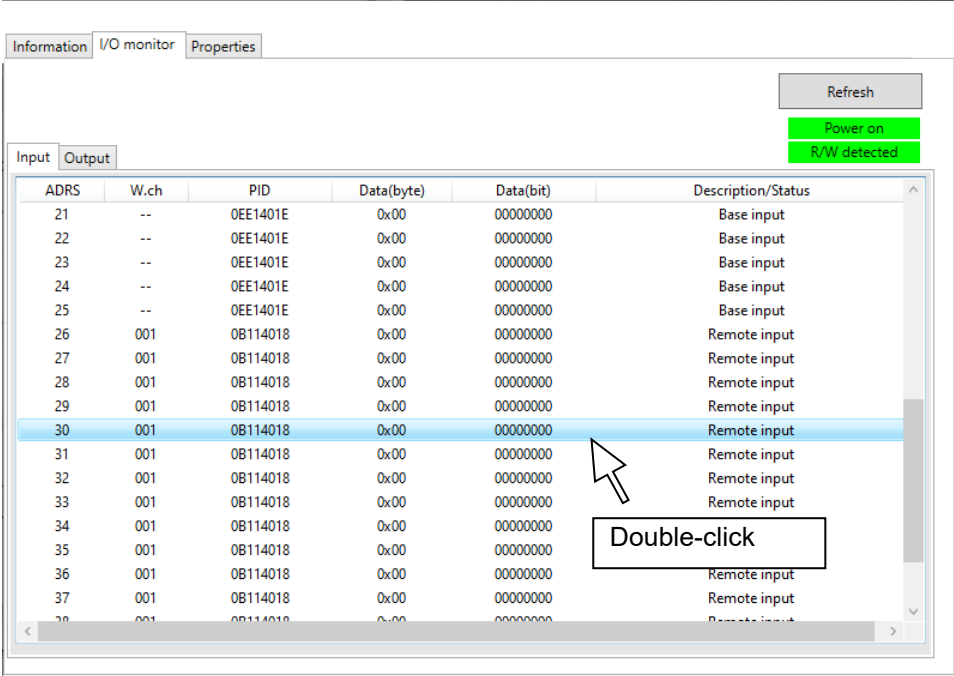 Information I/O monitor Properties
Refresh
Power on
R/W detected
Input Output
ADRS W.ch PID Data(byte) Data(bit) Description/Status
21 -- 0EE1401E 0x00 00000000 Base input
22 -- 0EE1401E 0x00 00000000 Base input
23 -- 0EE1401E 0x00 00000000 Base input
24 -- 0EE1401E 0x00 00000000 Base input
25 -- 0EE1401E 0x00 00000000 Base input
26 001 0B114018 0x00 00000000 Remote input
27 001 0B114018 0x00 00000000 Remote input
28 001 0B114018 0x00 00000000 Remote input
29 001 0B114018 0x00 00000000 Remote input
30 001 0B114018 0x00 00000000 Remote input
31 001 0B114018 0x00 00000000 Remote input
32 001 0B114018 0x00 00000000 Remote input
33 001 0B114018 0x00 00000000 Remote input
34 001 0B114018 0x00 00000000
Double-click
35 001 0B114018 0x00 00000000
36 001 0B114018 0x00 00000000 Remote input
37 001 0B114018 0x00 00000000 Remote input